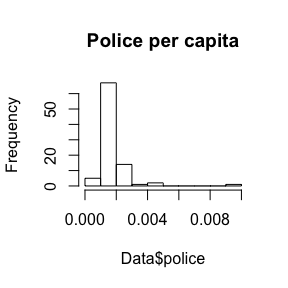 Police per capita
Frequency
50
20
0
0.000 0.004 0.008
Data$police